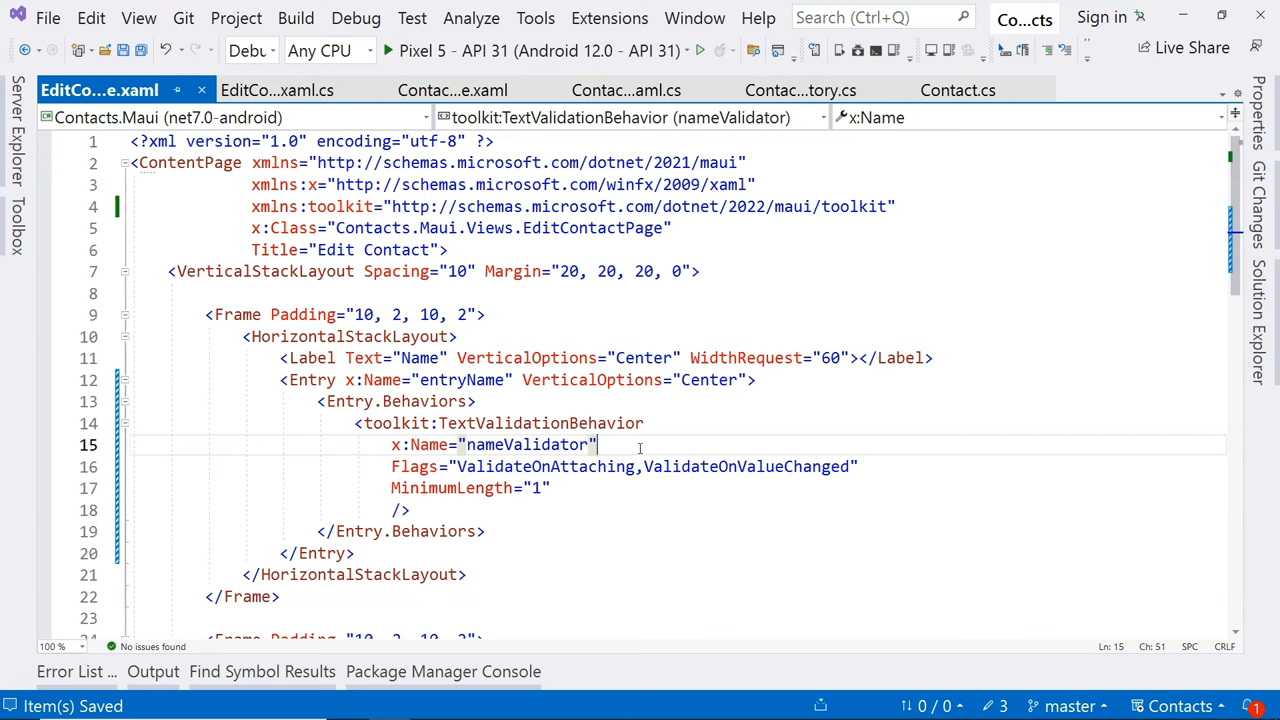 File Edit View Git Project Build Debug Test Analyze Tools Extensions Window Help Search (Ctrl+Q) Co...cts Sign in
Debu Any CPU Pixel 5 - API 31 (Android 12.0 - API 31) Live Share
EditCo...e.xaml EditCo...xaml.cs Contac...e.xaml Contac...aml.cs Contac...tory.cs Contact.cs
Contacts.Maui (net7.0-android) toolkit:TextValidationBehavior (nameValidator) x:Name
Server Explorer
Toolbox
Properties
Git Changes
Solution Explorer
1 <?xml version="1.0" encoding="utf-8" ?>
2 <ContentPage xmlns="http://schemas.microsoft.com/dotnet/2021/maui"
3 xmlns:x="http://schemas.microsoft.com/winfx/2009/xaml"
4 xmlns:toolkit="http://schemas.microsoft.com/dotnet/2022/maui/toolkit"
5 x:Class="Contacts.Maui.Views.EditContactPage"
6 Title="Edit Contact">
7 <VerticalStackLayout Spacing="10" Margin="20, 20, 20, 0">
8
9 <Frame Padding="10, 2, 10, 2">
10 <HorizontalStackLayout>
11 <Label Text="Name" VerticalOptions="Center" WidthRequest="60"></Label>
12 <Entry x:Name="entryName" VerticalOptions="Center">
13 <Entry.Behaviors>
14 <toolkit:TextValidationBehavior
15 x:Name="nameValidator"
16 Flags="ValidateOnAttaching,ValidateOnValueChanged"
17 MinimumLength="1"
18 />
19 </Entry.Behaviors>
20 </Entry>
21 </HorizontalStackLayout>
22 </Frame>
23
24 <Frame Padding="10, 2, 10, 2">
100 % No issues found Ln: 15 Ch: 51 SPC CRLF
Error List ... Output Find Symbol Results Package Manager Console
Item(s) Saved 0 / 0 3 master Contacts 1